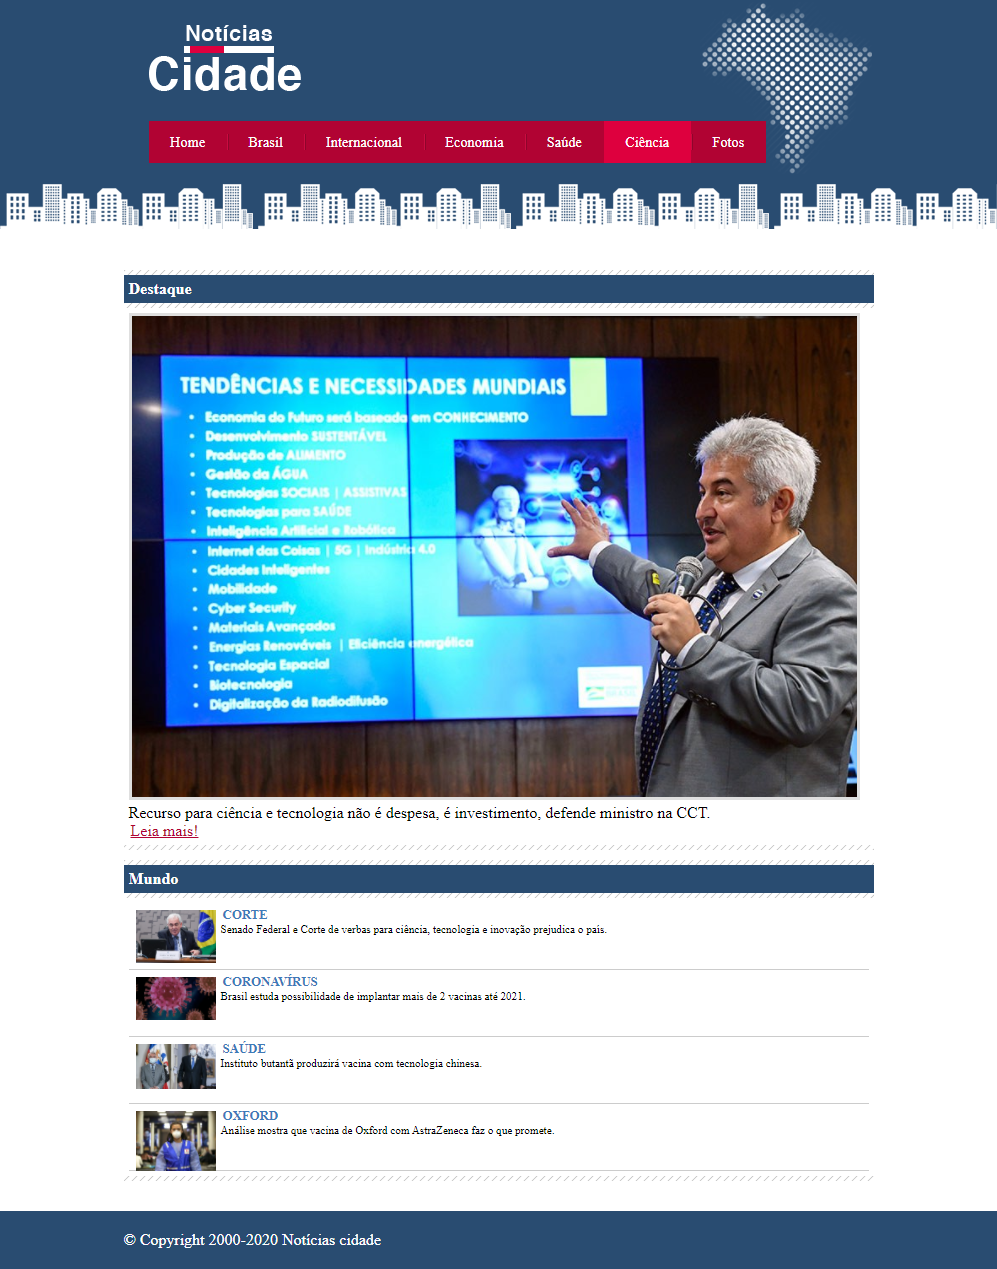 Notícias
Cidade
Home Brasil Internacional Economia Saúde Ciência Fotos
Destaque
TENDÊNCIAS E NECESSIDADES MUNDIAIS
• Economia do Futuro será baseada em CONHECIMENTO
• Desenvolvimento SUSTENTÁVEL
• Produção de ALIMENTO
• Gestão da ÁGUA
• Tecnologias SOCIAIS | ASSISTIVAS
• Tecnologias para SAÚDE
• Inteligência Artificial e Robótica
• Internet das Coisas | 5G | Indústria 4.0
• Cidades Inteligentes
• Mobilidade
• Cyber Security
• Materiais Avançados
• Energias Renováveis | Eficiência energética
• Tecnologia Espacial
• Biotecnologia
• Digitalização da Radiodifusão
Recurso para ciência e tecnologia não é despesa, é investimento, defende ministro na CCT.
Leia mais!
Mundo
CORTE
Senado Federal e Corte de verbas para ciência, tecnologia e inovação prejudica o país.
CORONAVÍRUS
Brasil estuda possibilidade de implantar mais de 2 vacinas até 2021.
SAÚDE
Instituto butantã produzirá vacina com tecnologia chinesa.
OXFORD
Análise mostra que vacina de Oxford com AstraZeneca faz o que promete.
© Copyright 2000-2020 Notícias cidade